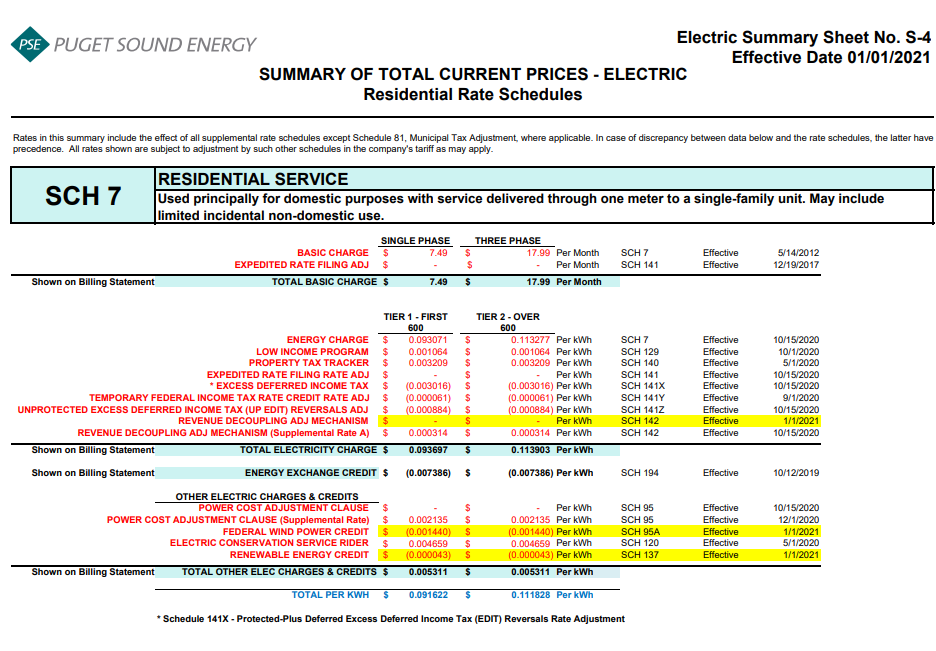 PSE PUGET SOUND ENERGY
Electric Summary Sheet No. S-4
Effective Date 01/01/2021
SUMMARY OF TOTAL CURRENT PRICES - ELECTRIC
Residential Rate Schedules
Rates in this summary include the effect of all supplemental rate schedules except Schedule 81, Municipal Tax Adjustment, where applicable. In case of discrepancy between data below and the rate schedules, the latter have
precedence. All rates shown are subject to adjustment by such other schedules in the company's tariff as may apply.
SCH 7
RESIDENTIAL SERVICE
Used principally for domestic purposes with service delivered through one meter to a single-family unit. May include
limited incidental non-domestic use.
SINGLE PHASE THREE PHASE
BASIC CHARGE $ 7.49 $ 17.99 Per Month SCH 7 Effective 5/14/2012
EXPEDITED RATE FILING ADJ $ - $ - Per Month SCH 141 Effective 12/19/2017
Shown on Billing Statement TOTAL BASIC CHARGE $ 7.49 $ 17.99 Per Month
TIER 1 - FIRST TIER 2 - OVER
600 600
ENERGY CHARGE $ 0.093071 $ 0.113277 Per kWh SCH 7 Effective 10/15/2020
LOW INCOME PROGRAM $ 0.001064 $ 0.001064 Per kWh SCH 129 Effective 10/1/2020
PROPERTY TAX TRACKER $ 0.003209 $ 0.003209 Per kWh SCH 140 Effective 5/1/2020
EXPEDITED RATE FILING RATE ADJ $ - $ - Per kWh SCH 141 Effective 10/15/2020
* EXCESS DEFERRED INCOME TAX $ (0.003016) $ (0.003016) Per kWh SCH 141X Effective 10/15/2020
TEMPORARY FEDERAL INCOME TAX RATE CREDIT RATE ADJ $ (0.000061) $ (0.000061) Per kWh SCH 141Y Effective 9/1/2020
UNPROTECTED EXCESS DEFERRED INCOME TAX (UP EDIT) REVERSALS ADJ $ (0.000884) $ (0.000884) Per kWh SCH 141Z Effective 10/15/2020
REVENUE DECOUPLING ADJ MECHANISM $ - $ - Per kWh SCH 142 Effective 1/1/2021
REVENUE DECOUPLING ADJ MECHANISM (Supplemental Rate A) $ 0.000314 $ 0.000314 Per kWh SCH 142 Effective 10/15/2020
Shown on Billing Statement TOTAL ELECTRICITY CHARGE $ 0.093697 $ 0.113903 Per kWh
Shown on Billing Statement ENERGY EXCHANGE CREDIT $ (0.007386) $ (0.007386) Per kWh SCH 194 Effective 10/12/2019
OTHER ELECTRIC CHARGES & CREDITS
POWER COST ADJUSTMENT CLAUSE $ - $ - Per kWh SCH 95 Effective 10/15/2020
POWER COST ADJUSTMENT CLAUSE (Supplemental Rate) $ 0.002135 $ 0.002135 Per kWh SCH 95 Effective 12/1/2020
FEDERAL WIND POWER CREDIT $ (0.001440) $ (0.001440) Per kWh SCH 95A Effective 1/1/2021
ELECTRIC CONSERVATION SERVICE RIDER $ 0.004659 $ 0.004659 Per kWh SCH 120 Effective 5/1/2020
RENEWABLE ENERGY CREDIT $ (0.000043) $ (0.000043) Per kWh SCH 137 Effective 1/1/2021
Shown on Billing Statement TOTAL OTHER ELEC CHARGES & CREDITS $ 0.005311 $ 0.005311 Per kWh
TOTAL PER KWH $ 0.091622 $ 0.111828 Per kWh
* Schedule 141X - Protected-Plus Deferred Excess Deferred Income Tax (EDIT) Reversals Rate Adjustment